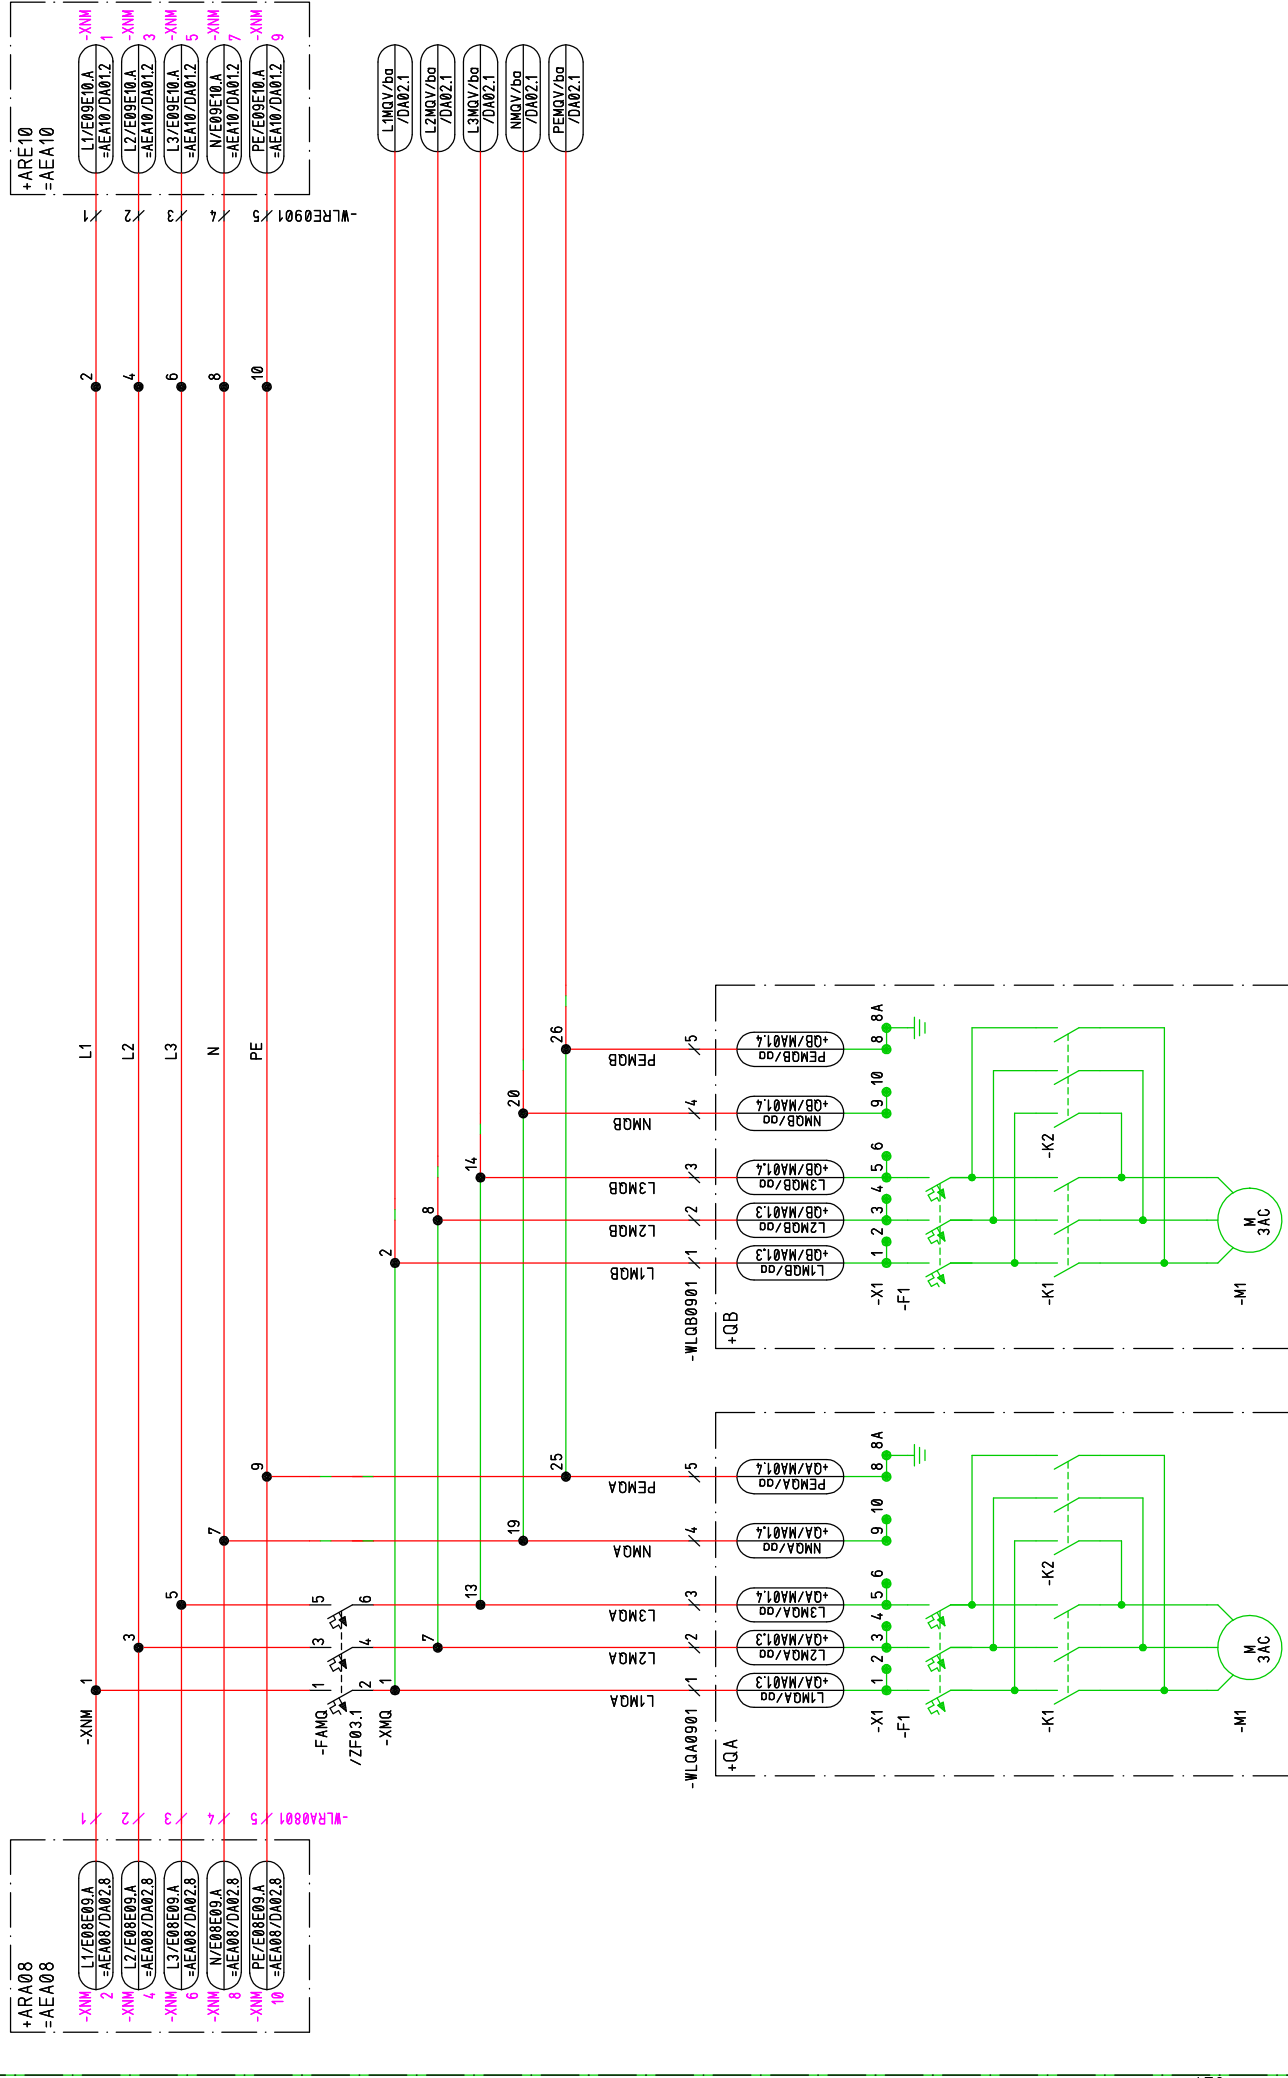 +ARA08
=AEA08
-XNM
2
L1/E08E09.A
=AEA08/DA02.8
-XNM
4
L2/E08E09.A
=AEA08/DA02.8
-XNM
6
L3/E08E09.A
=AEA08/DA02.8
-XNM
8
N/E08E09.A
=AEA08/DA02.8
-XNM
10
PE/E08E09.A
=AEA08/DA02.8
1
2
3
4
5
-WLRA0801
-XNM
1
3
5
7
9
L1
L2
L3
N
PE
2
4
6
8
10
1
2
3
4
5
-WLRE0901
+ARE10
=AEA10
L1/E09E10.A
=AEA10/DA01.2
-XNM
1
L2/E09E10.A
=AEA10/DA01.2
-XNM
3
L3/E09E10.A
=AEA10/DA01.2
-XNM
5
N/E09E10.A
=AEA10/DA01.2
-XNM
7
PE/E09E10.A
=AEA10/DA01.2
-XNM
9
-FAMQ
/ZF03.1
1
3
5
2
4
6
-XMQ
1
7
13
19
25
2
8
14
20
26
L1MQV/ba
/DA02.1
L2MQV/ba
/DA02.1
L3MQV/ba
/DA02.1
NMQV/ba
/DA02.1
PEMQV/ba
/DA02.1
L1MQA
L2MQA
L3MQA
NMQA
PEMQA
L1MQB
L2MQB
L3MQB
NMQB
PEMQB
-WLQA0901
1
2
3
4
5
-WLQB0901
1
2
3
4
5
+QA
L1MQA/aa
+QA/MA01.3
L2MQA/aa
+QA/MA01.3
L3MQA/aa
+QA/MA01.4
NMQA/aa
+QA/MA01.4
PEMQA/aa
+QA/MA01.4
-X1
1
2
3
4
5
6
9
10
8
8A
-F1
-K1
-K2
-M1
M
3AC
+QB
L1MQB/aa
+QB/MA01.3
L2MQB/aa
+QB/MA01.3
L3MQB/aa
+QB/MA01.4
NMQB/aa
+QB/MA01.4
PEMQB/aa
+QB/MA01.4
-X1
1
2
3
4
5
6
9
10
8
8A
-F1
-K1
-K2
-M1
M
3AC